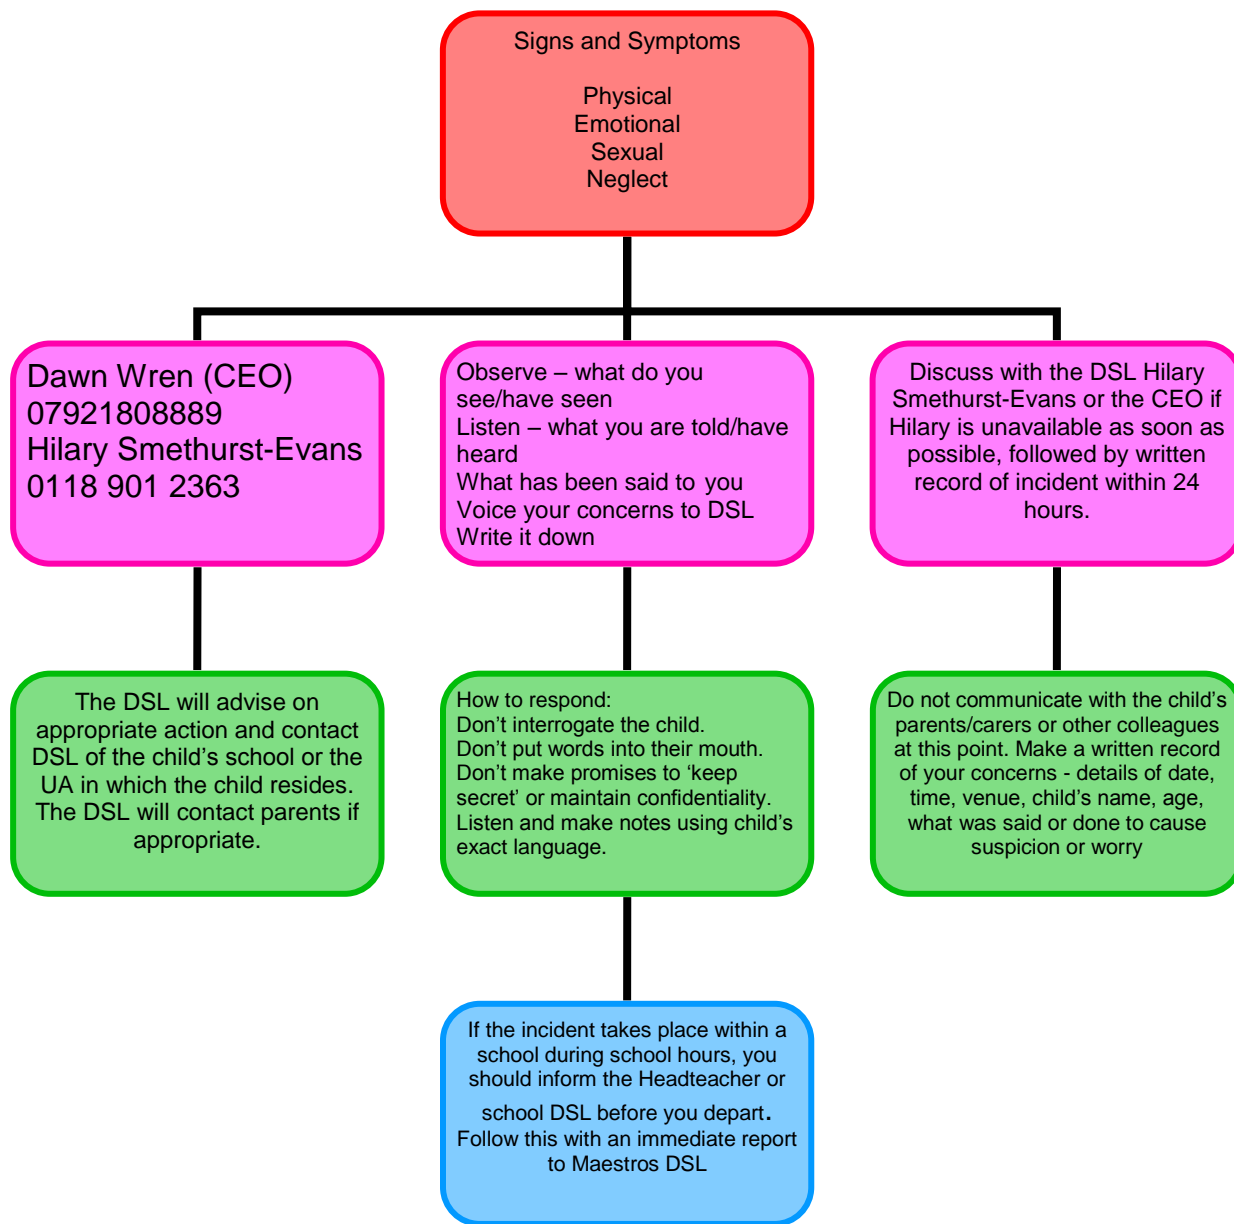 Signs and Symptoms
Physical
Emotional
Sexual
Neglect
Dawn Wren (CEO)
07921808889
Hilary Smethurst-Evans
0118 901 2363
Observe – what do you
see/have seen
Listen – what you are told/have
heard
What has been said to you
Voice your concerns to DSL
Write it down
Discuss with the DSL Hilary
Smethurst-Evans or the CEO if
Hilary is unavailable as soon as
possible, followed by written
record of incident within 24
hours.
The DSL will advise on
appropriate action and contact
DSL of the child’s school or the
UA in which the child resides.
The DSL will contact parents if
appropriate.
How to respond:
Don’t interrogate the child.
Don’t put words into their mouth.
Don’t make promises to ‘keep
secret’ or maintain confidentiality.
Listen and make notes using child’s
exact language.
Do not communicate with the child’s
parents/carers or other colleagues
at this point. Make a written record
of your concerns - details of date,
time, venue, child’s name, age,
what was said or done to cause
suspicion or worry
If the incident takes place within a
school during school hours, you
should inform the Headteacher or
school DSL before you depart.
Follow this with an immediate report
to Maestros DSL